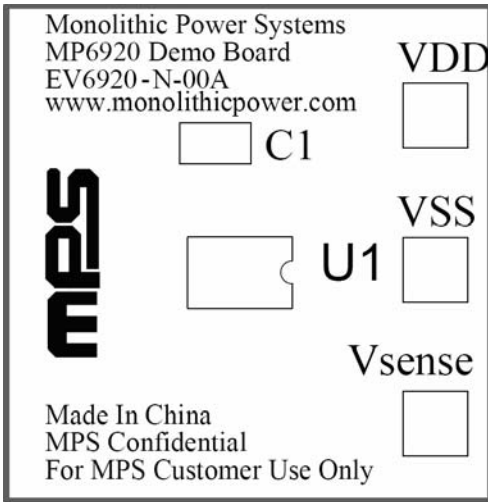 Monolithic Power Systems
MP6920 Demo Board
EV6920-N-00A
www.monolithicpower.com
VDD
C1
mps
VSS
U1
Vsense
Made In China
MPS Confidential
For MPS Customer Use Only